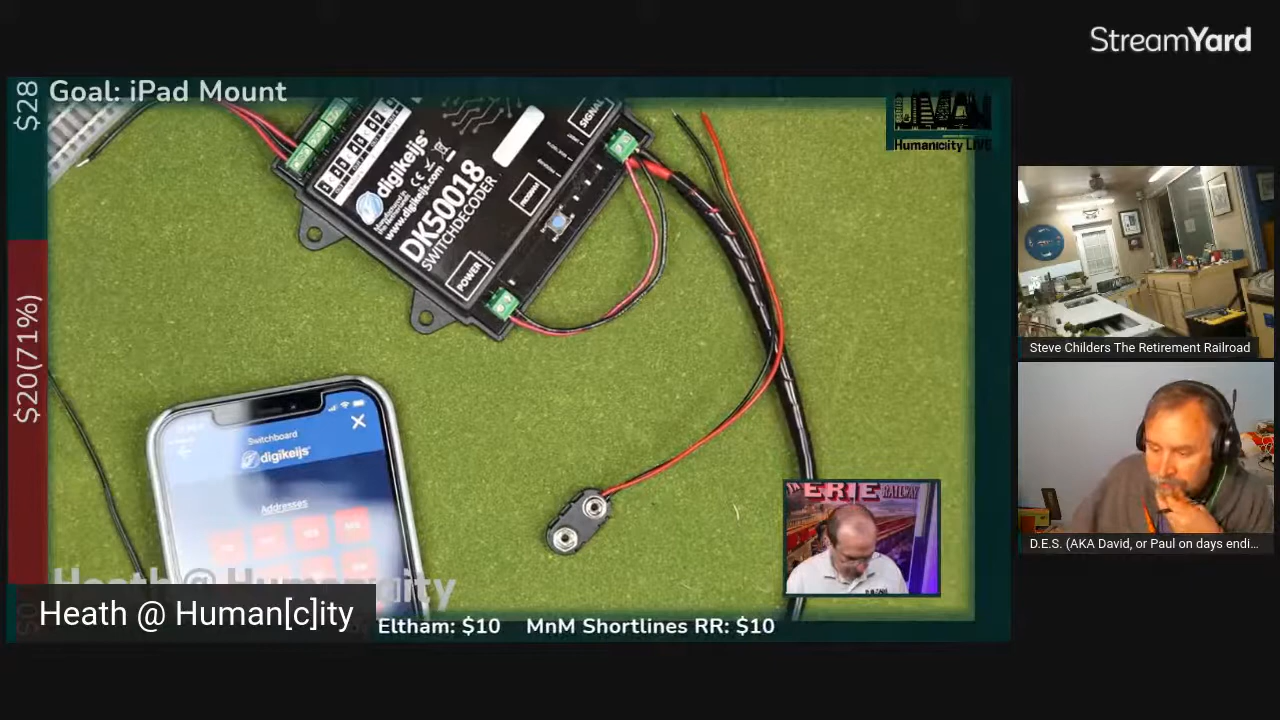 StreamYard
$28
Goal: iPad Mount
Humanicity LIVE
SIGNAL
digikeijs®
www.digikeijs.com
PROGRAM
DK50018
SWITCHDECODER
POWER
$20(71%)
Switchboard
digikeijs®
Addresses
ERIE
RAILWAY
Steve Childers The Retirement Railroad
D.E.S. (AKA David, or Paul on days endi...
Heath @ Human[c]ity
Eltham: $10 MnM Shortlines RR: $10